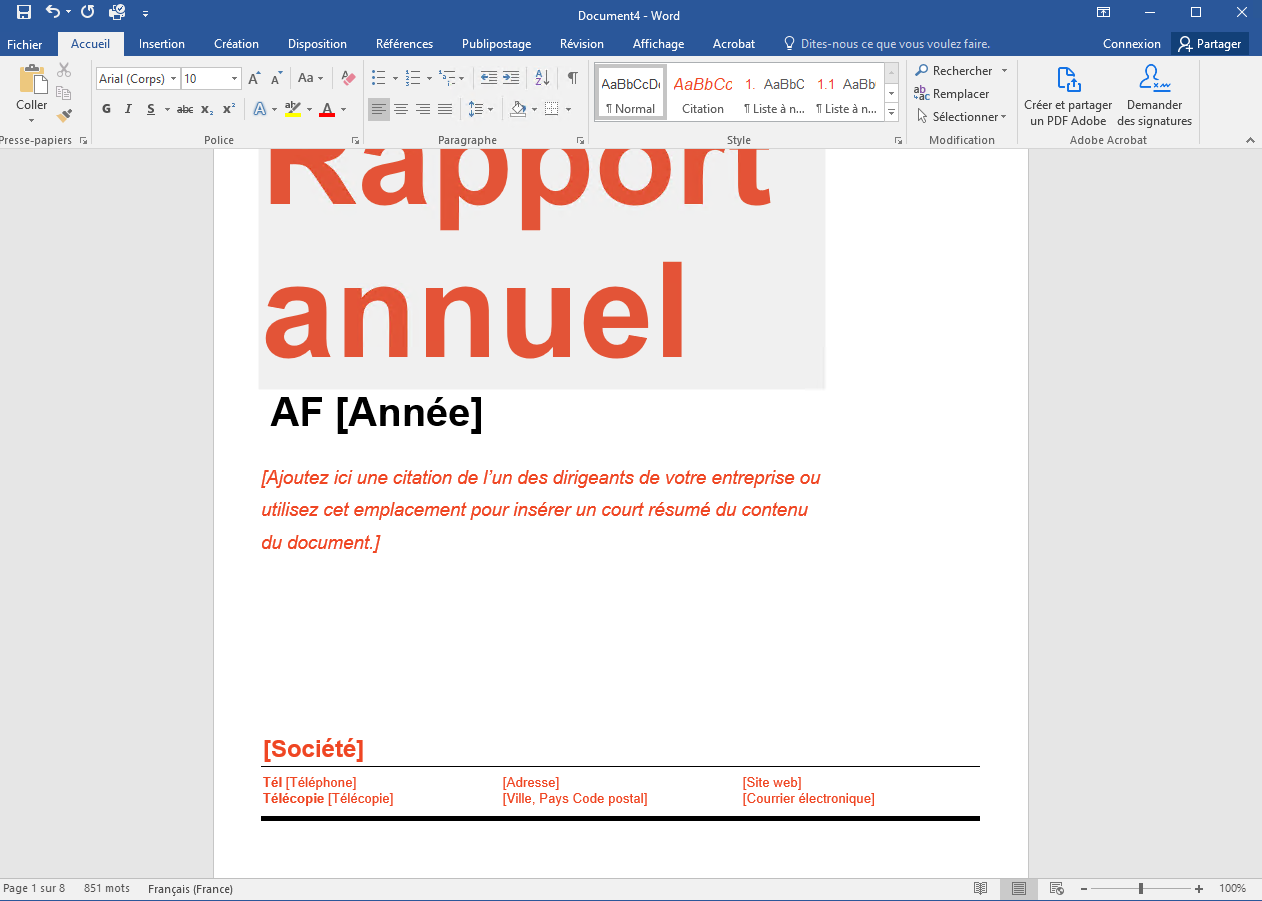 Document4 - Word
Fichier Accueil Insertion Création Disposition Références Publipostage Révision Affichage Acrobat Dites-nous ce que vous voulez faire. Connexion Partager
Coller
Presse-papiers
Arial (Corps) 10
A A Aa
G I S abc x₂ x² A aby A
Police
Paragraphe
AaBbCcDc AaBbCc 1. AaBbC 1.1 AaBb
¶ Normal Citation ¶ Liste à n... ¶ Liste à n...
Style
Rechercher
Remplacer
Sélectionner
Modification
Créer et partager
un PDF Adobe
Demander
des signatures
Adobe Acrobat
Rapport
annuel
AF [Année]
[Ajoutez ici une citation de l’un des dirigeants de votre entreprise ou
utilisez cet emplacement pour insérer un court résumé du contenu
du document.]
[Société]
Tél [Téléphone] [Adresse] [Site web]
Télécopie [Télécopie] [Ville, Pays Code postal] [Courrier électronique]
Page 1 sur 8 851 mots Français (France) 100%